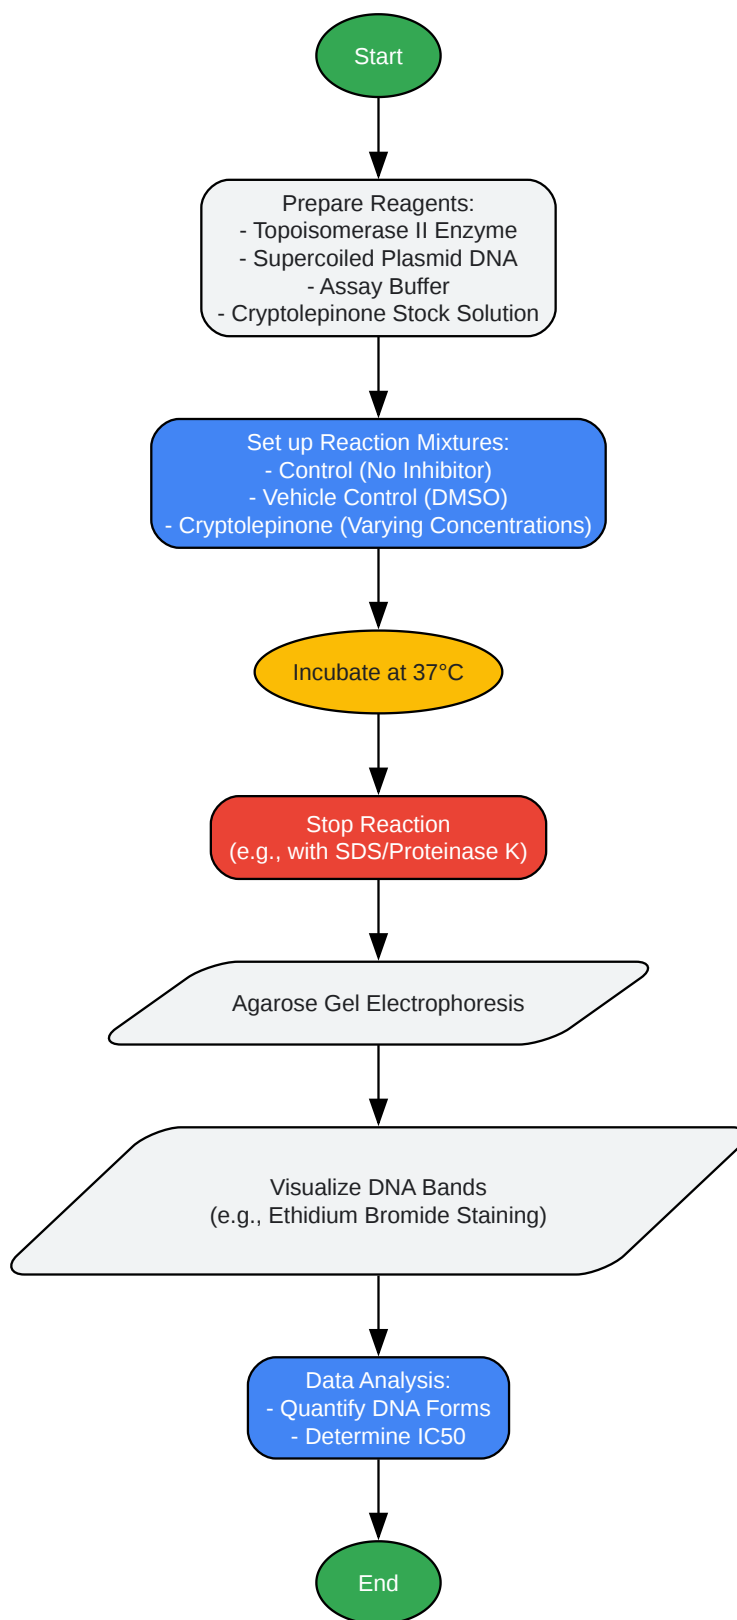 Start
Prepare Reagents:
- Topoisomerase II Enzyme
- Supercoiled Plasmid DNA
- Assay Buffer
- Cryptolepinone Stock Solution
Set up Reaction Mixtures:
- Control (No Inhibitor)
- Vehicle Control (DMSO)
- Cryptolepinone (Varying Concentrations)
Incubate at 37°C
Stop Reaction
(e.g., with SDS/Proteinase K)
Agarose Gel Electrophoresis
Visualize DNA Bands
(e.g., Ethidium Bromide Staining)
Data Analysis:
- Quantify DNA Forms
- Determine IC50
End